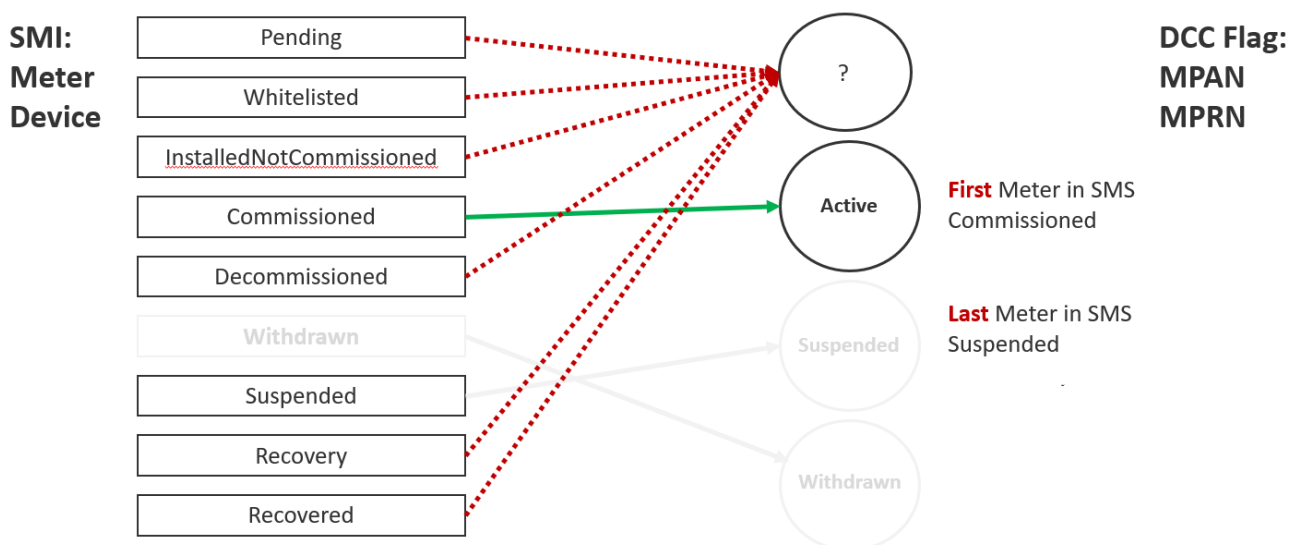 SMI:
Meter
Device
Pending
Whitelisted
InstalledNotCommissioned
Commissioned
Decommissioned
Withdrawn
Suspended
Recovery
Recovered
?
Active
Suspended
Withdrawn
DCC Flag:
MPAN
MPRN
First Meter in SMS
Commissioned
Last Meter in SMS
Suspended